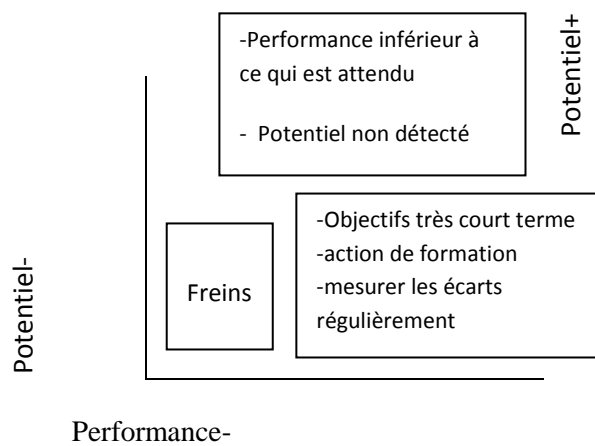 -Performance inférieur à
ce qui est attendu
- Potentiel non détecté
Potentiel+
-Objectifs très court terme
-action de formation
-mesurer les écarts
régulièrement
Freins
Potentiel-
Performance-